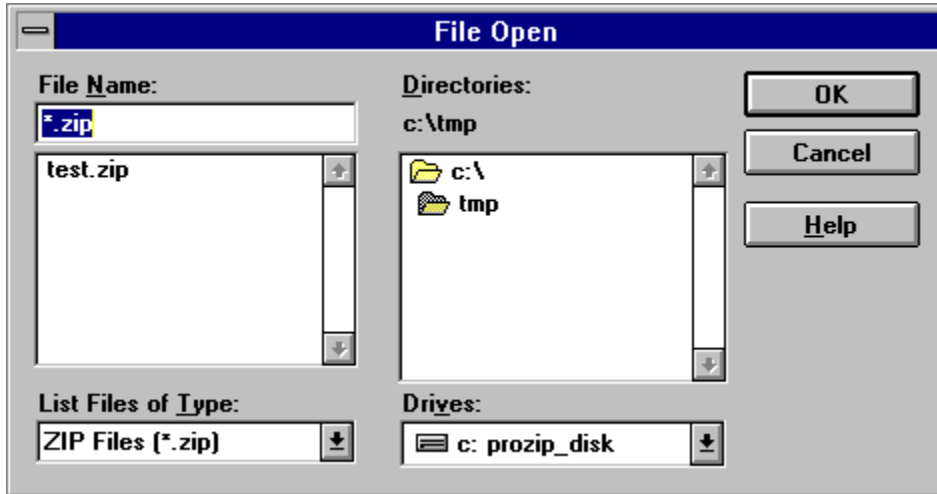 File Open
File Name:
*.zip
test.zip
List Files of Type:
ZIP Files (*.zip)
Directories:
c:\tmp
c:\
tmp
Drives:
c: prozip_disk
OK
Cancel
Help